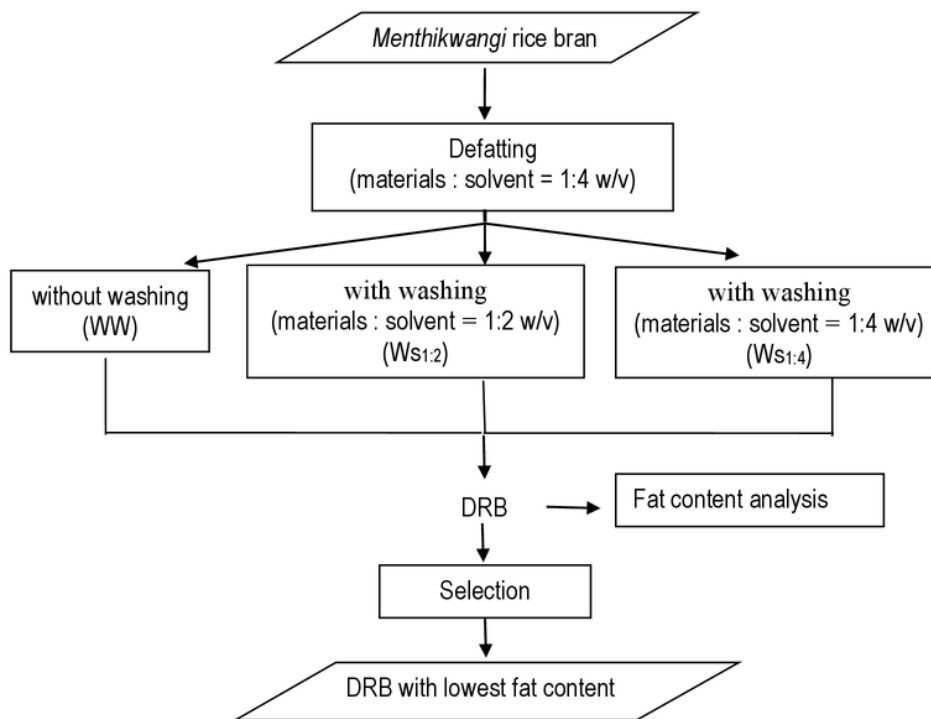 Menthikwangi rice bran
Defatting
(materials : solvent = 1:4 w/v)
without washing
(WW)
with washing
(materials : solvent = 1:2 w/v)
(Ws1:2)
with washing
(materials : solvent = 1:4 w/v)
(Ws1:4)
DRB
Fat content analysis
Selection
DRB with lowest fat content